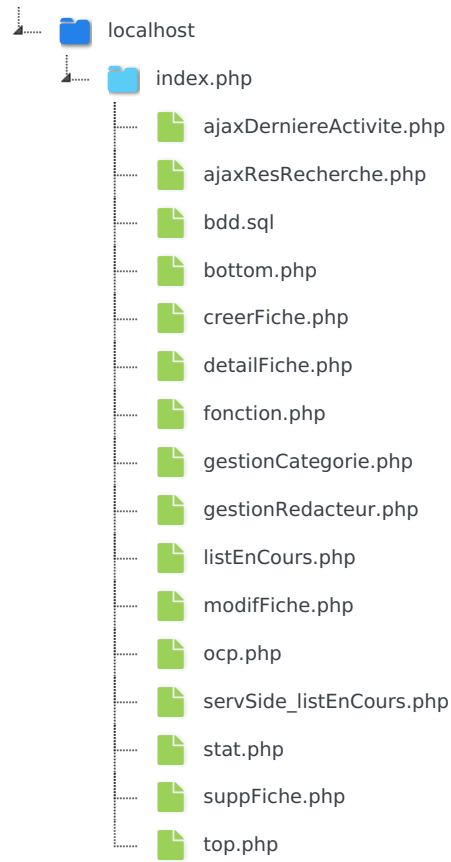 localhost
index.php
ajaxDerniereActivite.php
ajaxResRecherche.php
bdd.sql
bottom.php
creerFiche.php
detailFiche.php
fonction.php
gestionCategorie.php
gestionRedacteur.php
listEnCours.php
modifFiche.php
ocp.php
servSide_listEnCours.php
stat.php
suppFiche.php
top.php